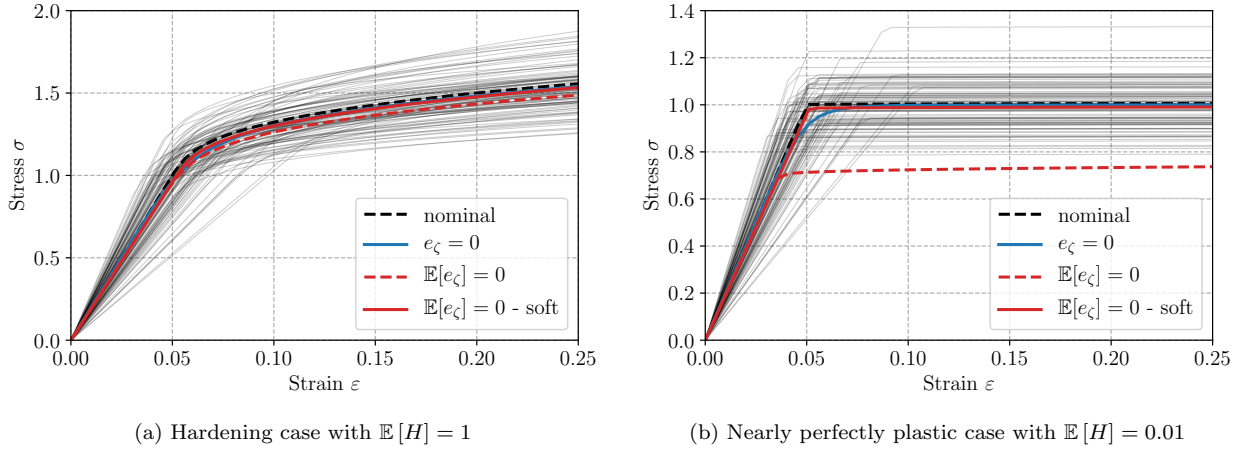 2.0
1.5
1.0
0.5
0.0
Stress σ
0.00 0.05 0.10 0.15 0.20 0.25
Strain ε
nominal
e_ζ = 0
𝔼[e_ζ] = 0
𝔼[e_ζ] = 0 - soft
(a) Hardening case with 𝔼 [H] = 1
1.4
1.2
1.0
0.8
0.6
0.4
0.2
0.0
Stress σ
0.00 0.05 0.10 0.15 0.20 0.25
Strain ε
nominal
e_ζ = 0
𝔼[e_ζ] = 0
𝔼[e_ζ] = 0 - soft
(b) Nearly perfectly plastic case with 𝔼 [H] = 0.01